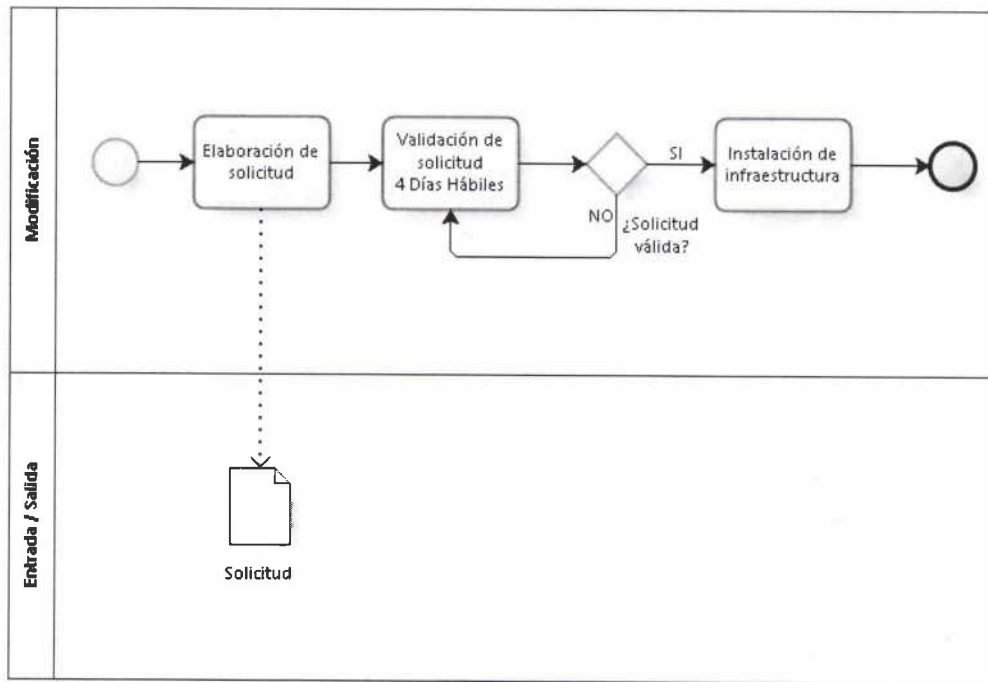 Modificación
Elaboración de
solicitud
Validación de
solicitud
4 Días Hábiles
SI
NO
¿Solicitud
válida?
Instalación de
infraestructura
Entrada / Salida
Solicitud